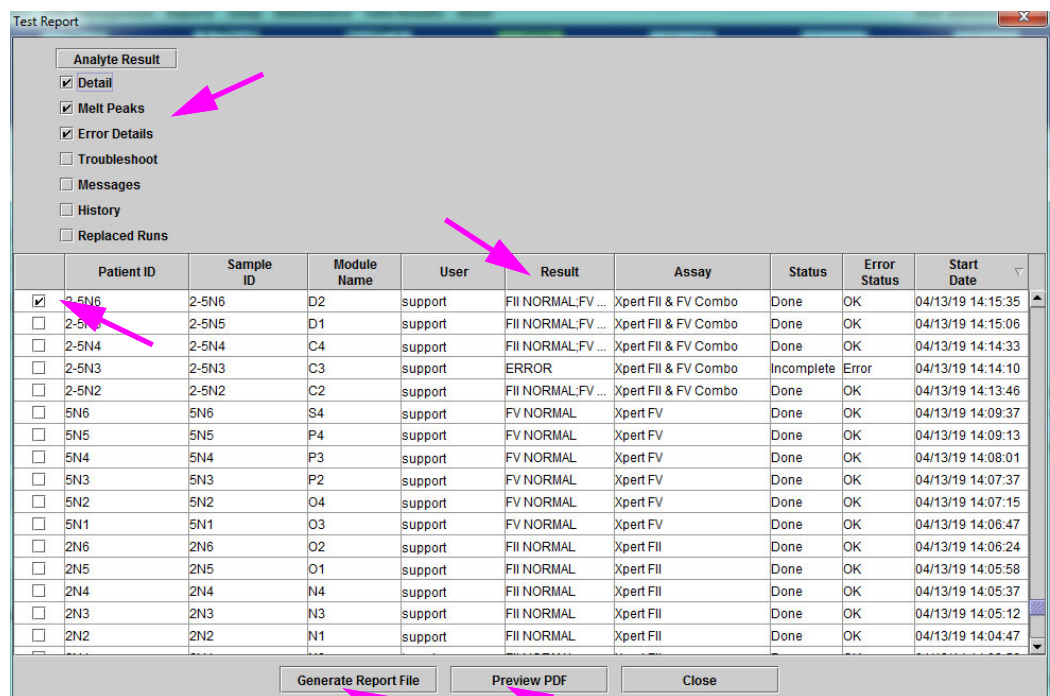 Test Report
Analyte Result
Detail
Melt Peaks
Error Details
Troubleshoot
Messages
History
Replaced Runs
Patient ID Sample ID Module Name User Result Assay Status Error Status Start Date
2-5N6 2-5N6 D2 support FII NORMAL;FV ... Xpert FII & FV Combo Done OK 04/13/19 14:15:35
2-5N5 D1 support FII NORMAL;FV ... Xpert FII & FV Combo Done OK 04/13/19 14:15:06
2-5N4 2-5N4 C4 support FII NORMAL;FV ... Xpert FII & FV Combo Done OK 04/13/19 14:14:33
2-5N3 2-5N3 C3 support ERROR Xpert FII & FV Combo Incomplete Error 04/13/19 14:14:10
2-5N2 2-5N2 C2 support FII NORMAL;FV ... Xpert FII & FV Combo Done OK 04/13/19 14:13:46
5N6 5N6 S4 support FV NORMAL Xpert FV Done OK 04/13/19 14:09:37
5N5 5N5 P4 support FV NORMAL Xpert FV Done OK 04/13/19 14:09:13
5N4 5N4 P3 support FV NORMAL Xpert FV Done OK 04/13/19 14:08:01
5N3 5N3 P2 support FV NORMAL Xpert FV Done OK 04/13/19 14:07:37
5N2 5N2 O4 support FV NORMAL Xpert FV Done OK 04/13/19 14:07:15
5N1 5N1 O3 support FV NORMAL Xpert FV Done OK 04/13/19 14:06:47
2N6 2N6 O2 support FII NORMAL Xpert FII Done OK 04/13/19 14:06:24
2N5 2N5 O1 support FII NORMAL Xpert FII Done OK 04/13/19 14:05:58
2N4 2N4 N4 support FII NORMAL Xpert FII Done OK 04/13/19 14:05:37
2N3 2N3 N3 support FII NORMAL Xpert FII Done OK 04/13/19 14:05:12
2N2 2N2 N1 support FII NORMAL Xpert FII Done OK 04/13/19 14:04:47
Generate Report File Preview PDF Close